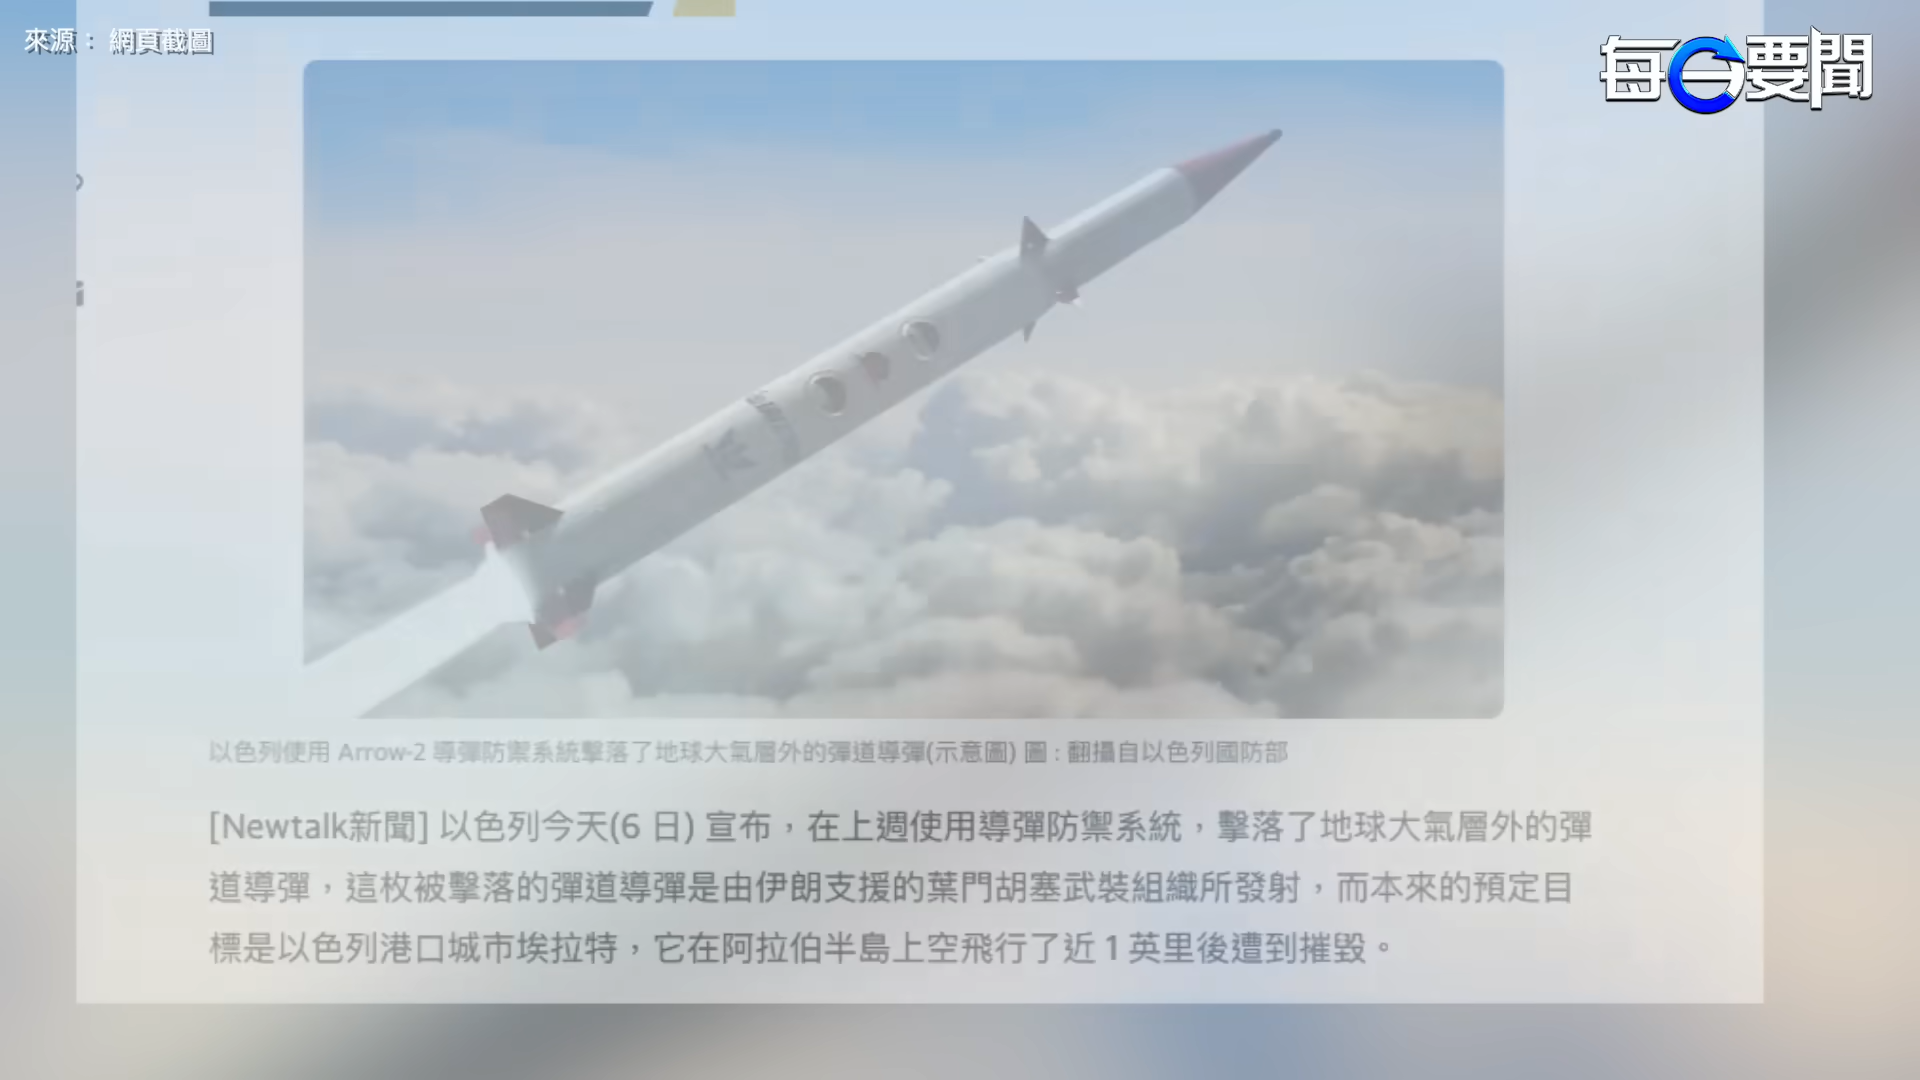 來源： 網頁截圖
每日要聞
以色列使用 Arrow-2 導彈防禦系統擊落了地球大氣層外的彈道導彈(示意圖) 圖 : 翻攝自以色列國防部
[Newtalk新聞] 以色列今天(6 日) 宣布，在上週使用導彈防禦系統，擊落了地球大氣層外的彈
道導彈，這枚被擊落的彈道導彈是由伊朗支援的葉門胡塞武裝組織所發射，而本來的預定目
標是以色列港口城市埃拉特，它在阿拉伯半島上空飛行了近 1 英里後遭到摧毀。